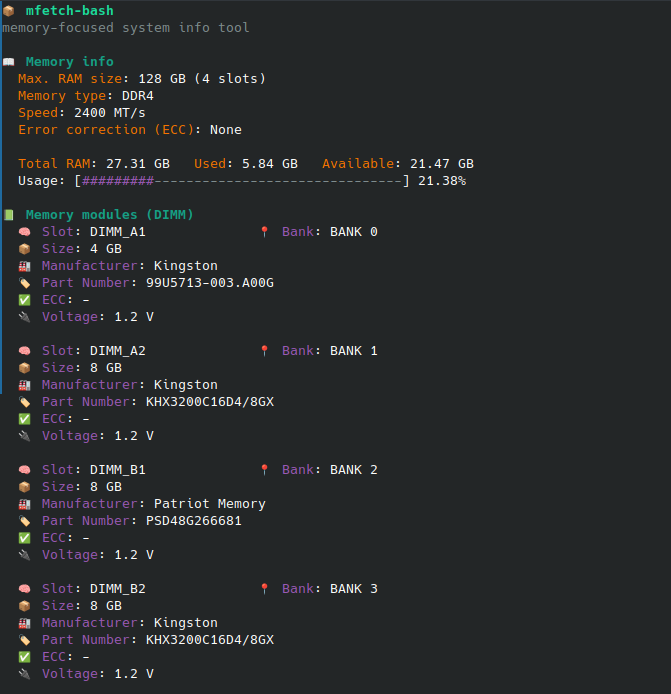 mfetch-bash
memory-focused system info tool
Memory info
Max. RAM size: 128 GB (4 slots)
Memory type: DDR4
Speed: 2400 MT/s
Error correction (ECC): None
Total RAM: 27.31 GB   Used: 5.84 GB   Available: 21.47 GB
Usage: [#########-------------------------------] 21.38%
Memory modules (DIMM)
Slot: DIMM_A1   Bank: BANK 0
Size: 4 GB
Manufacturer: Kingston
Part Number: 99U5713-003.A00G
ECC: -
Voltage: 1.2 V
Slot: DIMM_A2   Bank: BANK 1
Size: 8 GB
Manufacturer: Kingston
Part Number: KHX3200C16D4/8GX
ECC: -
Voltage: 1.2 V
Slot: DIMM_B1   Bank: BANK 2
Size: 8 GB
Manufacturer: Patriot Memory
Part Number: PSD48G266681
ECC: -
Voltage: 1.2 V
Slot: DIMM_B2   Bank: BANK 3
Size: 8 GB
Manufacturer: Kingston
Part Number: KHX3200C16D4/8GX
ECC: -
Voltage: 1.2 V